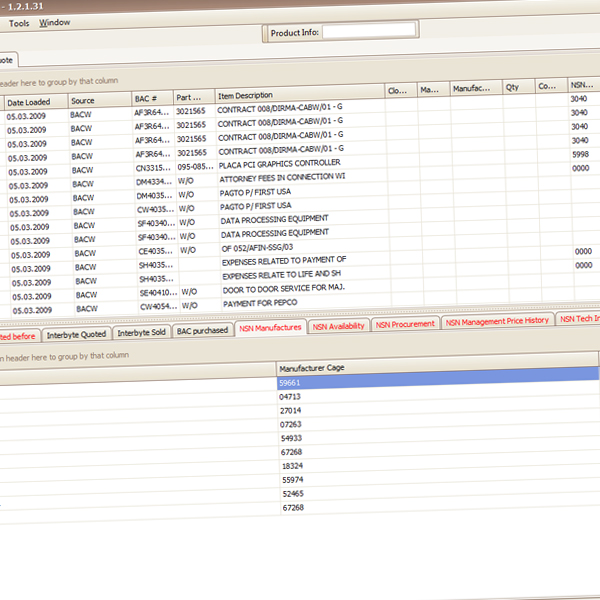 - 1.2.1.31
Tools Window
Product Info:
ote
header here to group by that column
Date Loaded Source BAC # Part ... Item Description Clo... Ma... Manufac... Qty Co... NSN...
05.03.2009 BACW AF3R64... 3021565 CONTRACT 008/DIRMA-CABW/01 - G 3040
05.03.2009 BACW AF3R64... 3021565 CONTRACT 008/DIRMA-CABW/01 - G 3040
05.03.2009 BACW AF3R64... 3021565 CONTRACT 008/DIRMA-CABW/01 - G 3040
05.03.2009 BACW AF3R64... 3021565 CONTRACT 008/DIRMA-CABW/01 - G 3040
05.03.2009 BACW CN3315... 095-085... PLACA PCI GRAPHICS CONTROLLER 5998
05.03.2009 BACW DM4334... W/O ATTORNEY FEES IN CONNECTION WI 0000
05.03.2009 BACW DM4035... W/O PAGTO P/ FIRST USA
05.03.2009 BACW CW4035... W/O PAGTO P/ FIRST USA
05.03.2009 BACW SF40340... W/O DATA PROCESSING EQUIPMENT
05.03.2009 BACW SF40340... W/O DATA PROCESSING EQUIPMENT
05.03.2009 BACW CE4035... W/O OF 052/AFIN-SSG/03
05.03.2009 BACW SH4035... EXPENSES RELATED TO PAYMENT OF 0000
05.03.2009 BACW SH4035... EXPENSES RELATE TO LIFE AND SH 0000
05.03.2009 BACW SE40410... W/O DOOR TO DOOR SERVICE FOR MAJ.
05.03.2009 BACW CW4054... W/O PAYMENT FOR PEPCO
ted before Interbyte Quoted Interbyte Sold BAC purchased NSN Manufactures NSN Availability NSN Procurement NSN Management Price History NSN Tech In
n header here to group by that column
Manufacturer Cage
59661
04713
27014
07263
54933
67268
18324
55974
52465
67268